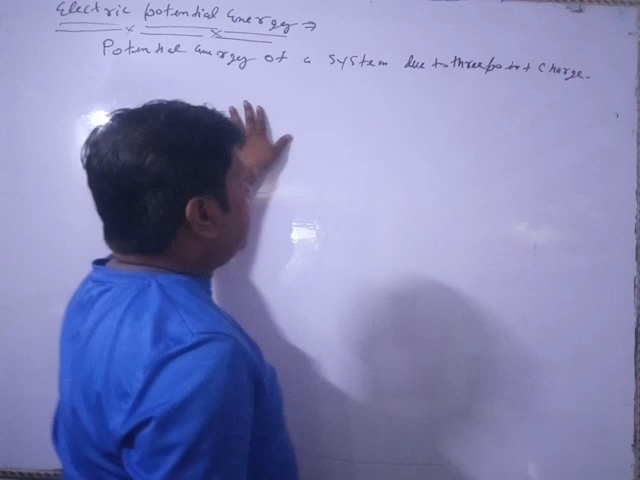 Electric potential Energy ⇒
Potential energy of a system due to three point charge.